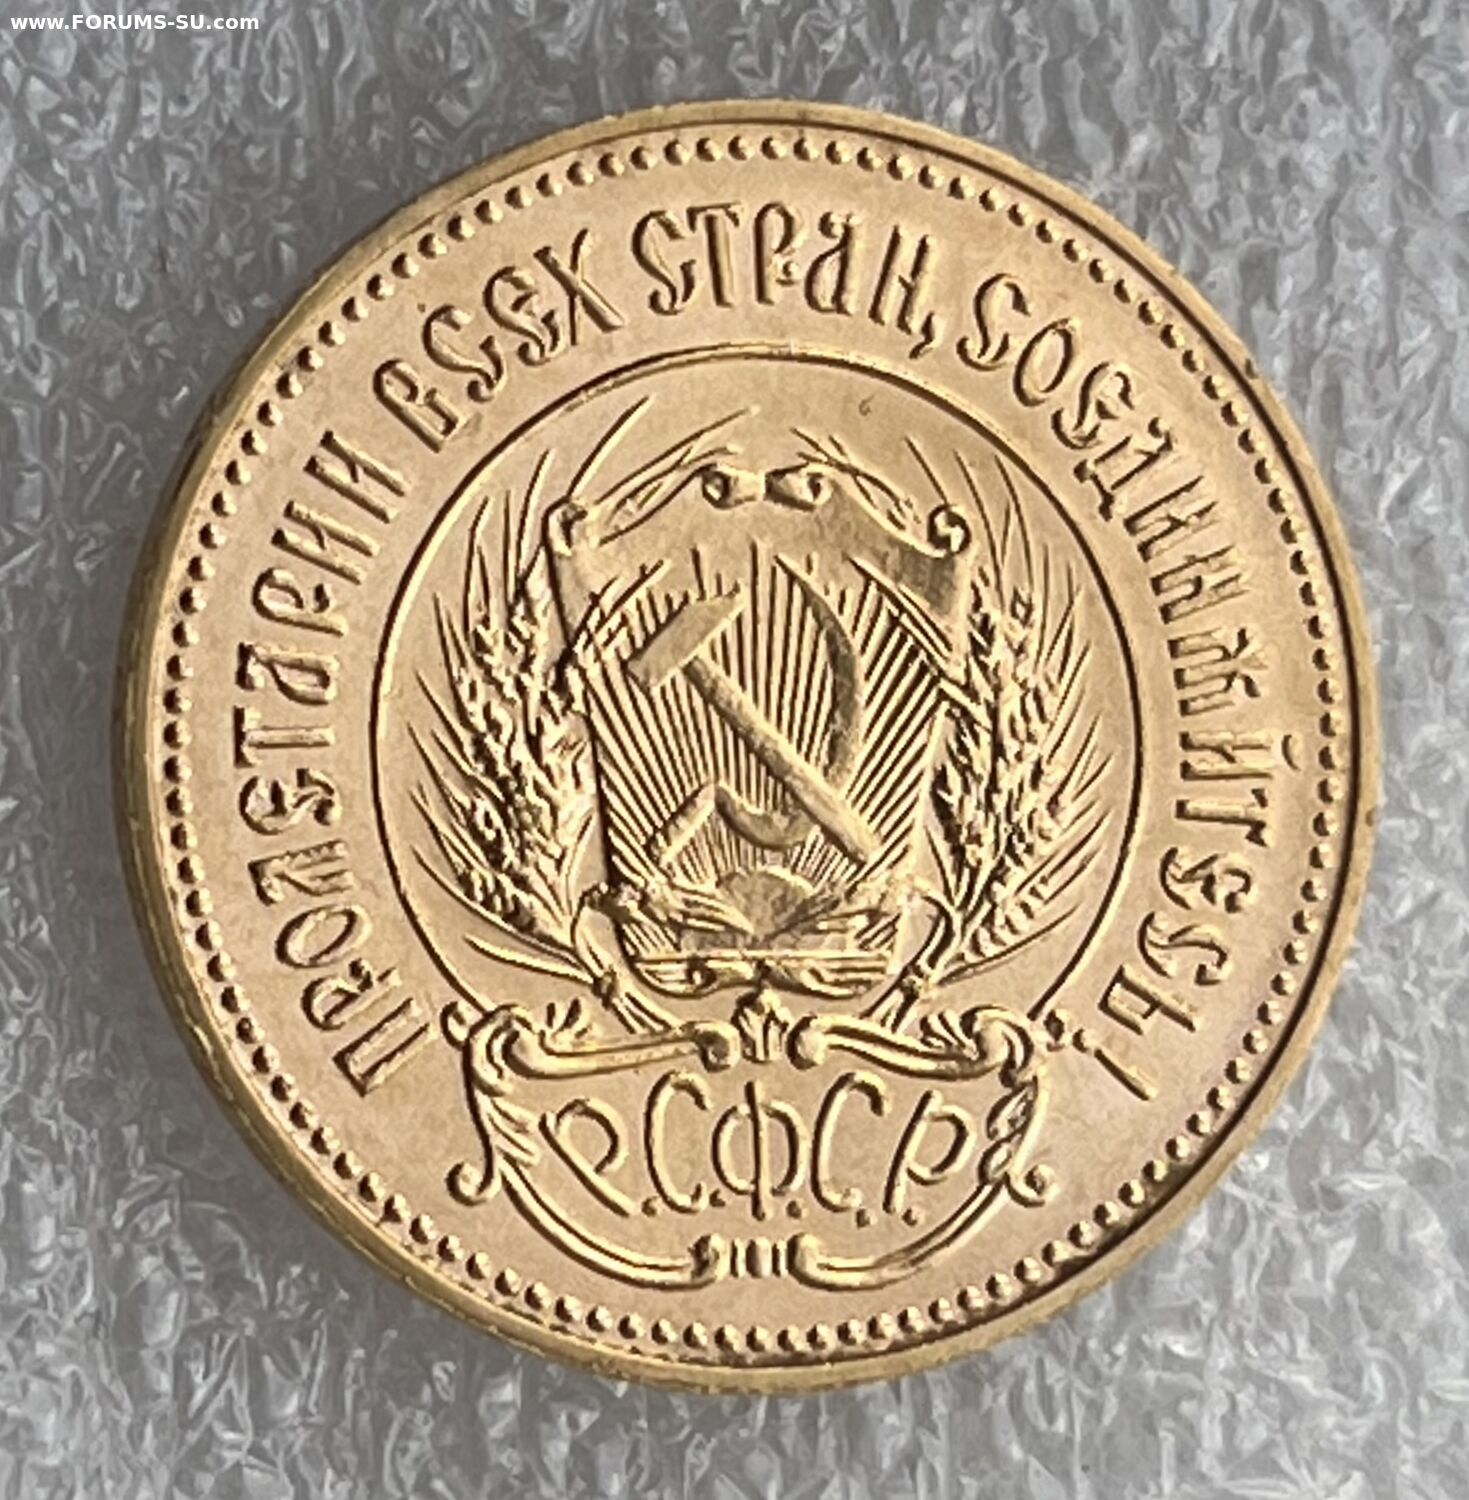 www.FORUMS-SU.com
ПРОЛЕТАРИИ ВСЕХ СТРАН, СОЕДИНЯЙТЕСЬ!
Р.С.Ф.С.Р.